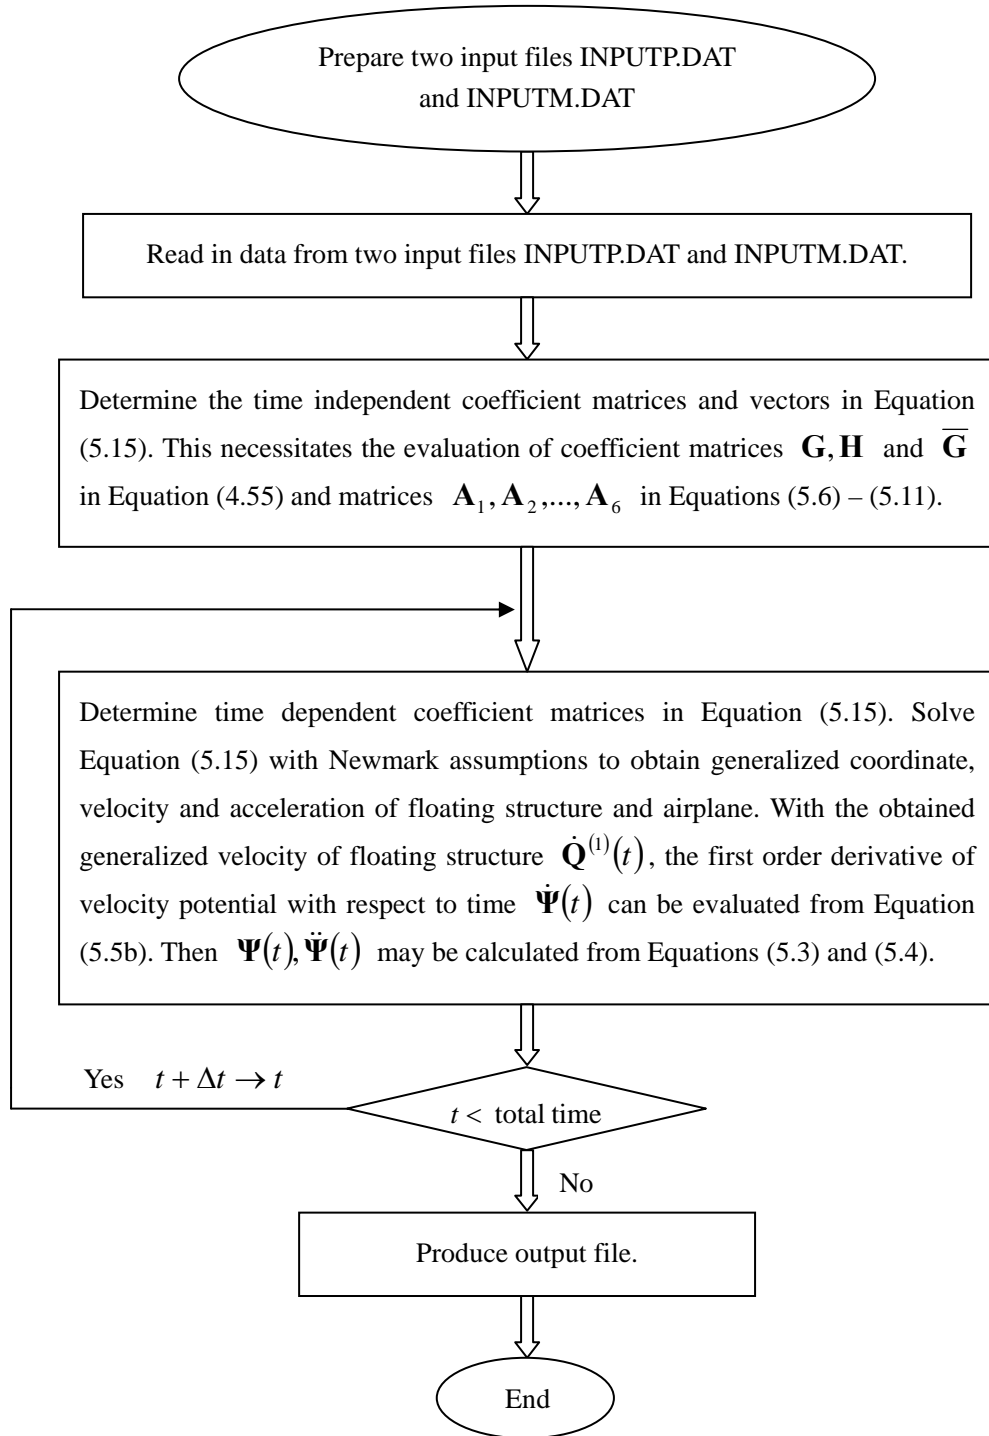 Prepare two input files INPUTP.DAT
and INPUTM.DAT
Read in data from two input files INPUTP.DAT and INPUTM.DAT.
Determine the time independent coefficient matrices and vectors in Equation
(5.15). This necessitates the evaluation of coefficient matrices G, H and G̅
in Equation (4.55) and matrices A₁, A₂,..., A₆ in Equations (5.6) – (5.11).
Determine time dependent coefficient matrices in Equation (5.15). Solve
Equation (5.15) with Newmark assumptions to obtain generalized coordinate,
velocity and acceleration of floating structure and airplane. With the obtained
generalized velocity of floating structure Q̇⁽¹⁾(t), the first order derivative of
velocity potential with respect to time Ψ̇(t) can be evaluated from Equation
(5.5b). Then Ψ(t), Ψ̈(t) may be calculated from Equations (5.3) and (5.4).
Yes t + Δt → t
t < total time
No
Produce output file.
End